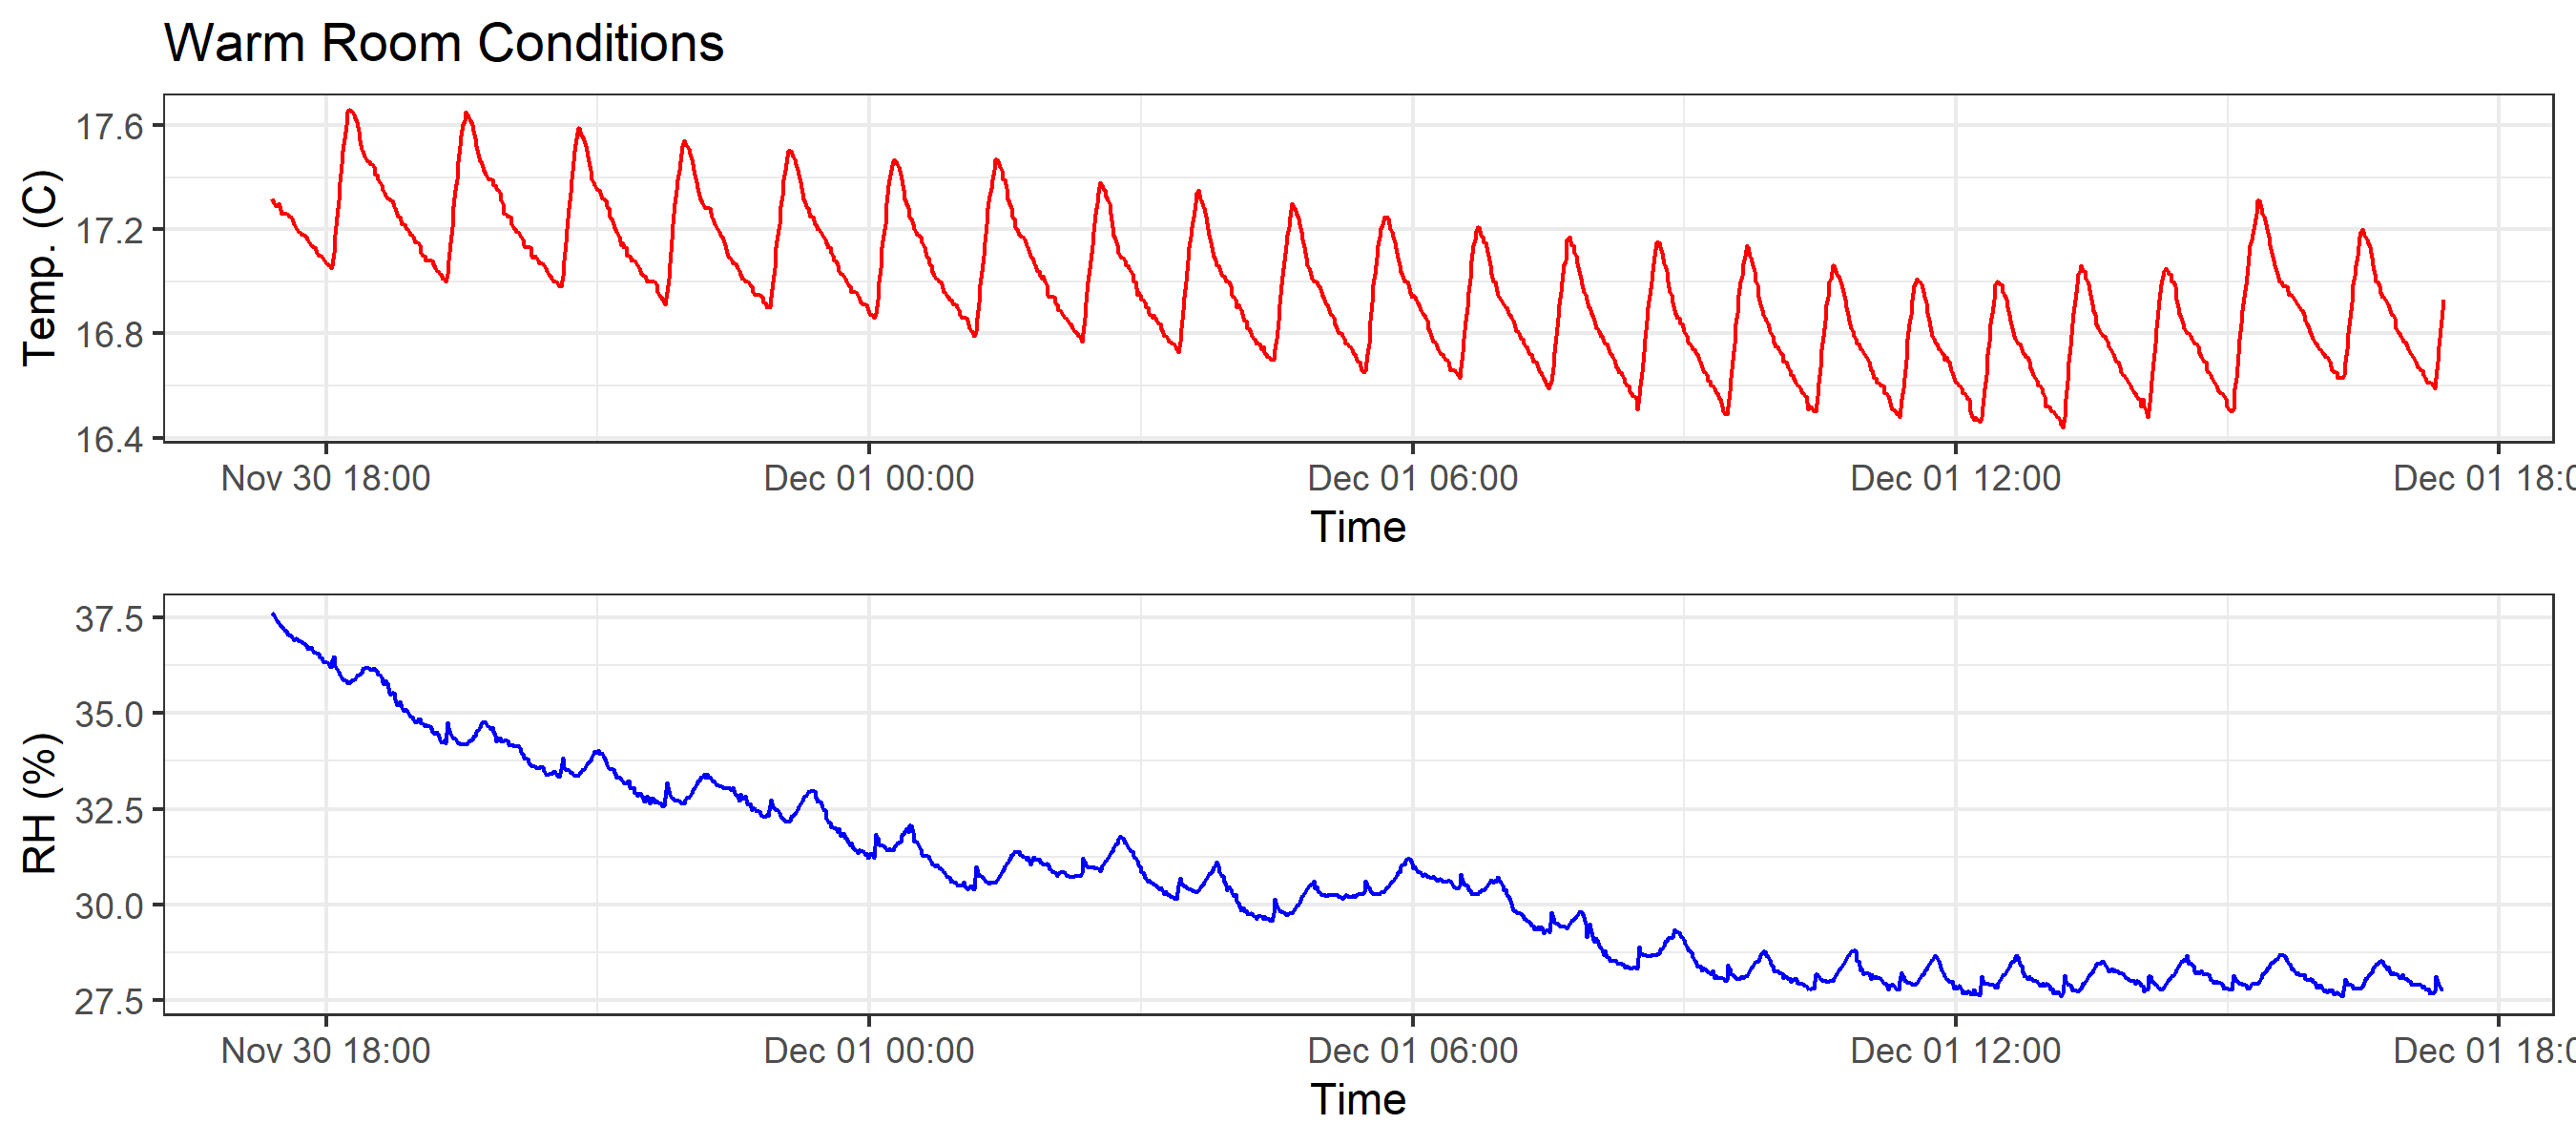 Warm Room Conditions
Temp. (C)
17.6
17.2
16.8
16.4
Nov 30 18:00 Dec 01 00:00 Dec 01 06:00 Dec 01 12:00 Dec 01 18:0
Time
RH (%)
37.5
35.0
32.5
30.0
27.5
Nov 30 18:00 Dec 01 00:00 Dec 01 06:00 Dec 01 12:00 Dec 01 18:0
Time